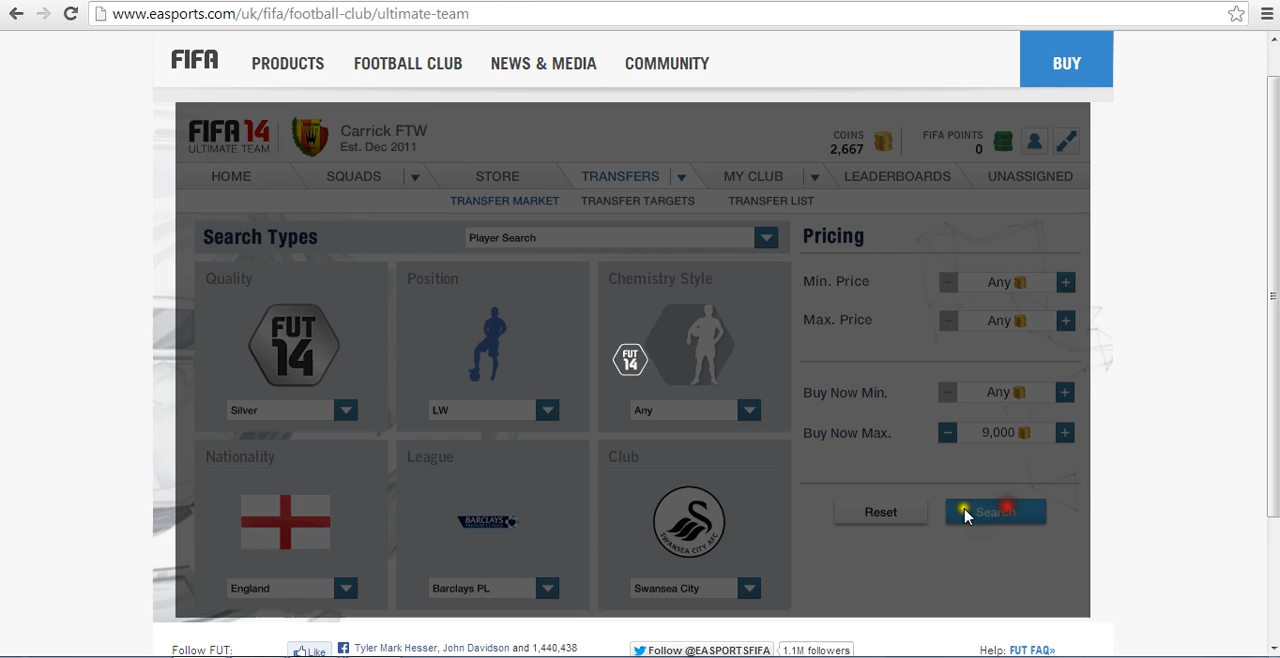 www.easports.com/uk/fifa/football-club/ultimate-team
FIFA PRODUCTS FOOTBALL CLUB NEWS & MEDIA COMMUNITY BUY
FIFA 14
ULTIMATE TEAM
Carrick FTW
Est. Dec 2011
COINS
2,667
FIFA POINTS
0
HOME SQUADS STORE TRANSFERS MY CLUB LEADERBOARDS UNASSIGNED
TRANSFER MARKET TRANSFER TARGETS TRANSFER LIST
Search Types Player Search Pricing
Quality Position Chemistry Style
FUT
14
FUT
14
Silver LW Any
Min. Price Any
Max. Price Any
Buy Now Min. Any
Buy Now Max. 9,000
Nationality League Club
BARCLAYS
SWANSEA CITY AFC
England Barclays PL Swansea City
Reset Search
Follow FUT: Like Tyler Mark Hesser, John Davidson and 1,440,438
Follow @EASPORTSFIFA 1.1M followers
Help: FUT FAQ»